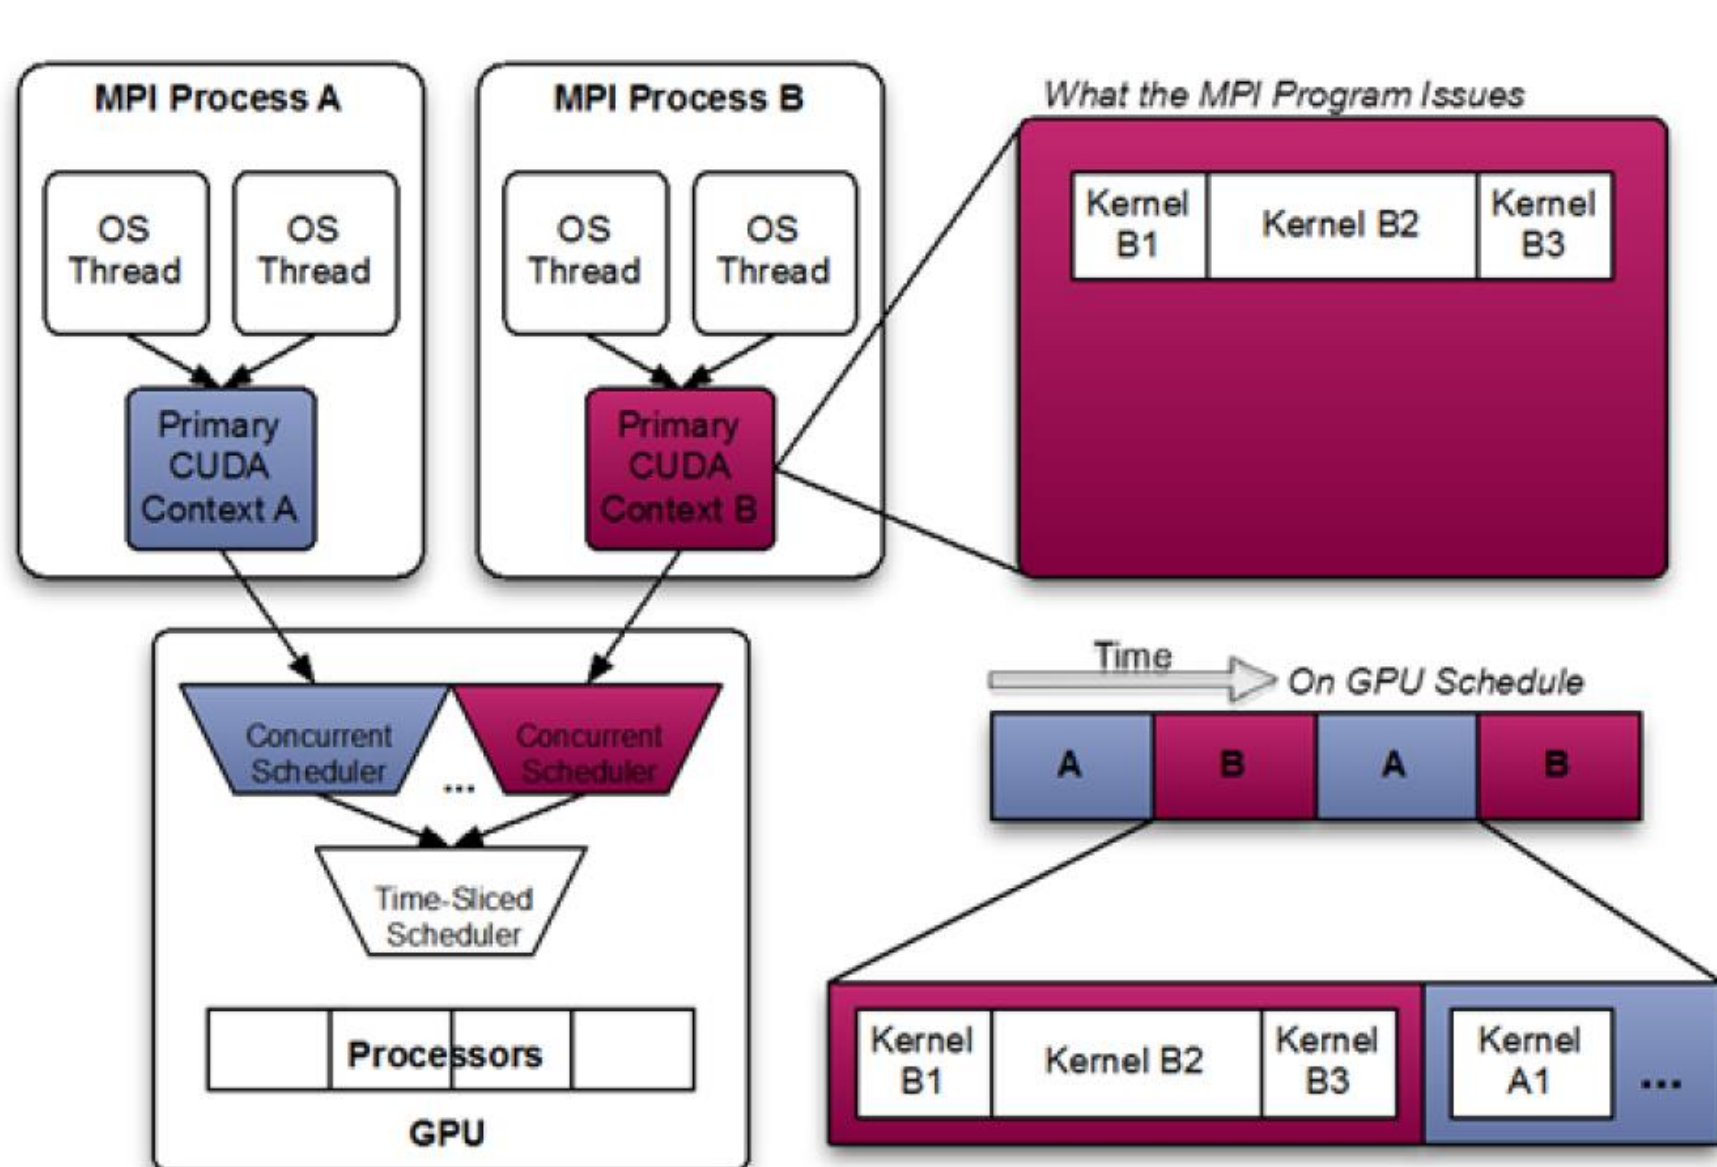 MPI Process A
OS
Thread
OS
Thread
Primary
CUDA
Context A
MPI Process B
OS
Thread
OS
Thread
Primary
CUDA
Context B
What the MPI Program Issues
Kernel
B1
Kernel B2
Kernel
B3
Concurrent
Scheduler
...
Concurrent
Scheduler
Time-Sliced
Scheduler
Processors
GPU
Time
On GPU Schedule
A
B
A
B
Kernel
B1
Kernel B2
Kernel
B3
Kernel
A1
...